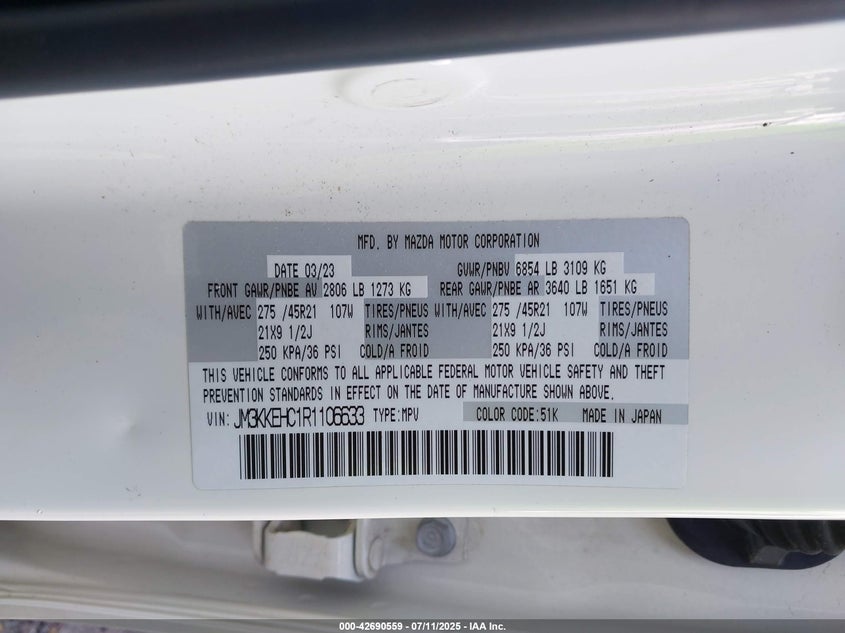 MFD. BY MAZDA MOTOR CORPORATION
DATE 03/23 GVWR/PNBV 6854 LB 3109 KG
FRONT GAWR/PNBE AV 2806 LB 1273 KG REAR GAWR/PNBE AR 3640 LB 1651 KG
WITH/AVEC 275 /45R21 107W TIRES/PNEUS WITH/AVEC 275 /45R21 107W TIRES/PNEUS
21X9 1/2J RIMS/JANTES 21X9 1/2J RIMS/JANTES
250 KPA/36 PSI COLD/A FROID 250 KPA/36 PSI COLD/A FROID
THIS VEHICLE CONFORMS TO ALL APPLICABLE FEDERAL MOTOR VEHICLE SAFETY AND THEFT
PREVENTION STANDARDS IN EFFECT ON THE DATE OF MANUFACTURE SHOWN ABOVE.
VIN: JM3KKEHC1R1106633 TYPE:MPV COLOR CODE:51K MADE IN JAPAN
000-42690559 - 07/11/2025 - IAA Inc.